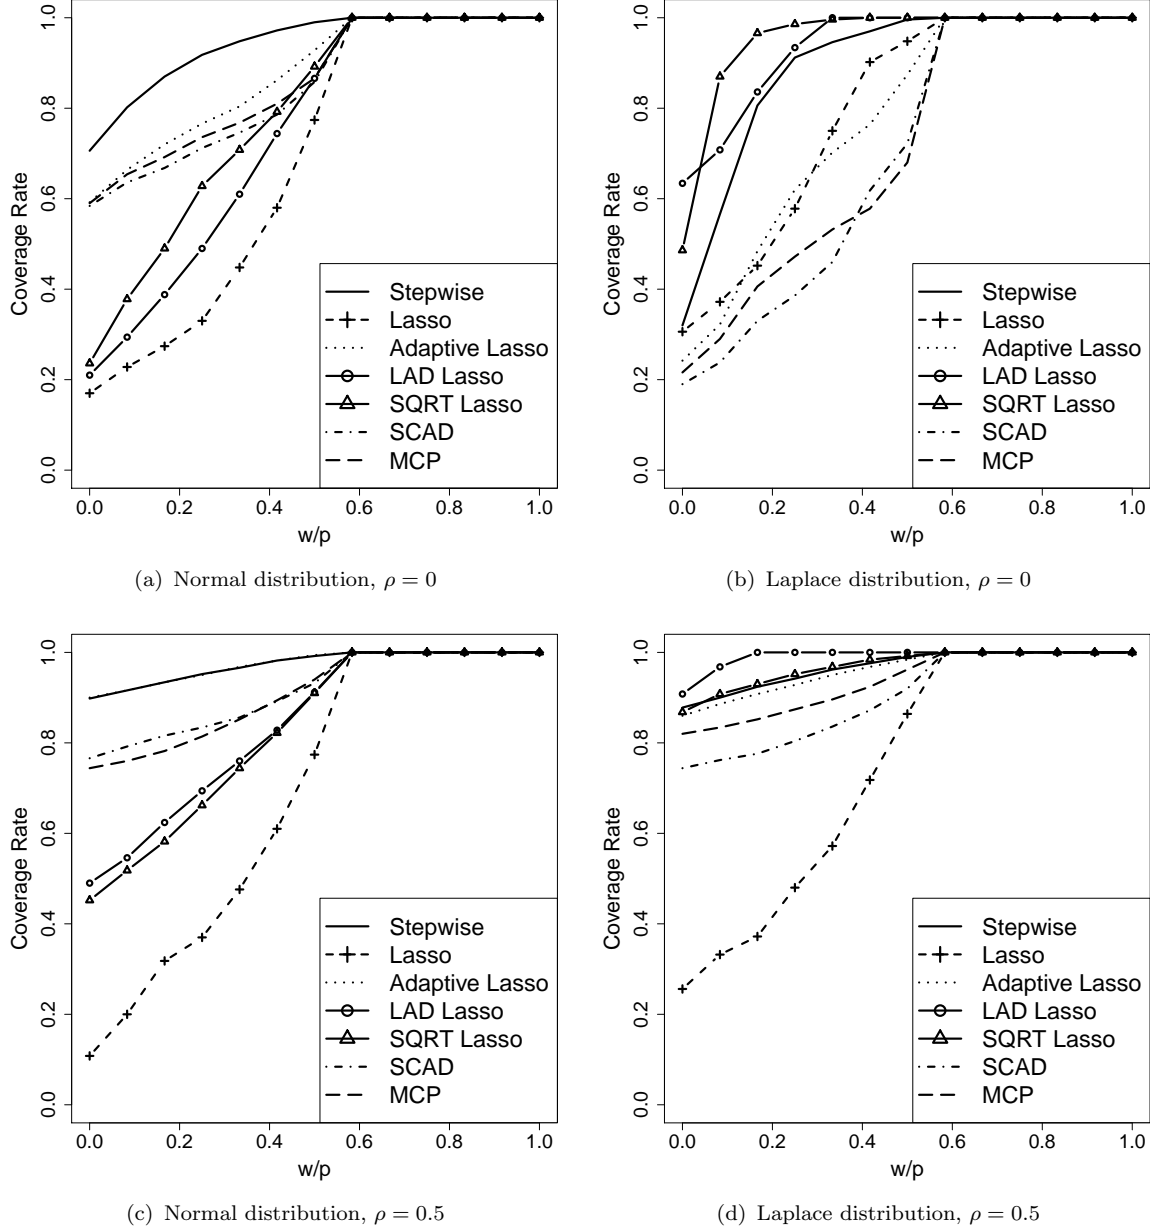 1.0
0.8
0.6
0.4
0.2
0.0
Coverage Rate
Stepwise
Lasso
Adaptive Lasso
LAD Lasso
SQRT Lasso
SCAD
MCP
0.0 0.2 0.4 0.6 0.8 1.0
w/p
(a) Normal distribution, ρ = 0
1.0
0.8
0.6
0.4
0.2
0.0
Coverage Rate
Stepwise
Lasso
Adaptive Lasso
LAD Lasso
SQRT Lasso
SCAD
MCP
0.0 0.2 0.4 0.6 0.8 1.0
w/p
(b) Laplace distribution, ρ = 0
1.0
0.8
0.6
0.4
0.2
0.0
Coverage Rate
Stepwise
Lasso
Adaptive Lasso
LAD Lasso
SQRT Lasso
SCAD
MCP
0.0 0.2 0.4 0.6 0.8 1.0
w/p
(c) Normal distribution, ρ = 0.5
1.0
0.8
0.6
0.4
0.2
0.0
Coverage Rate
Stepwise
Lasso
Adaptive Lasso
LAD Lasso
SQRT Lasso
SCAD
MCP
0.0 0.2 0.4 0.6 0.8 1.0
w/p
(d) Laplace distribution, ρ = 0.5